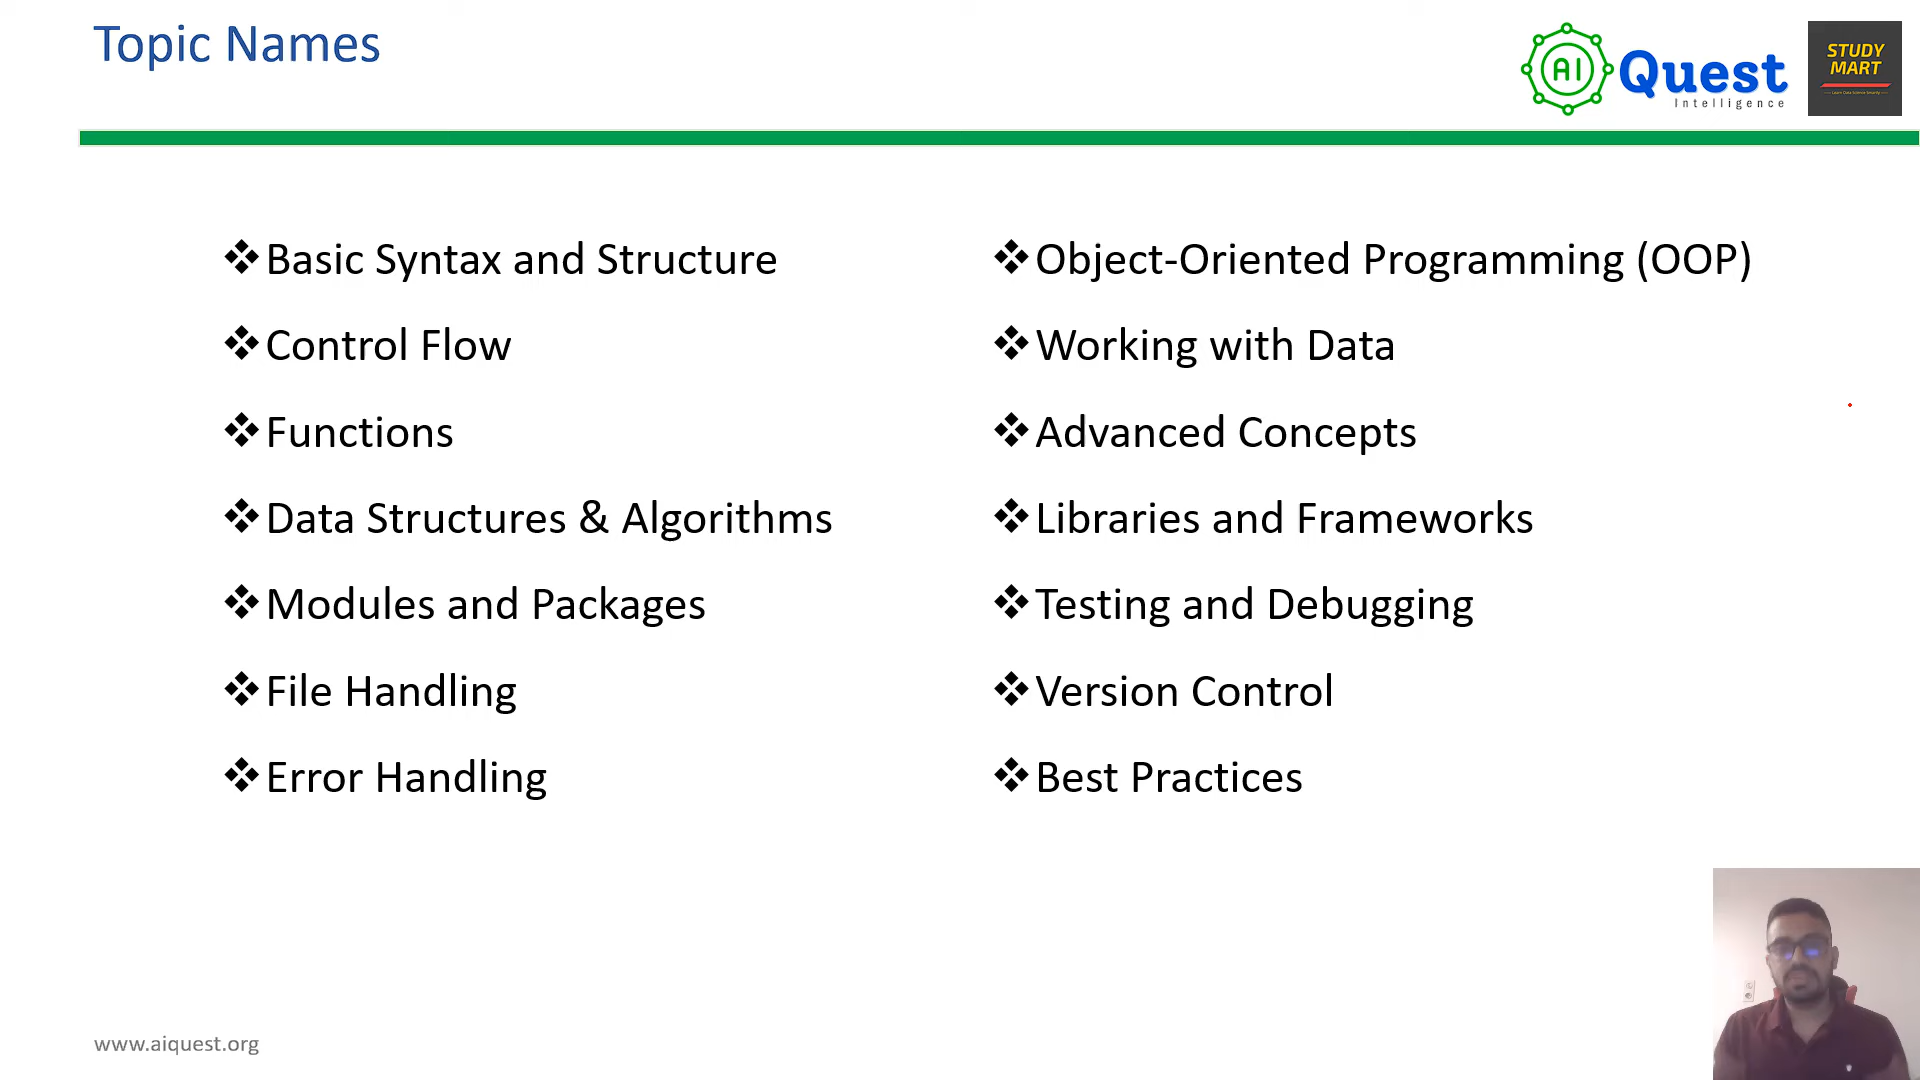 Topic Names
AI Quest
Intelligence
STUDY
MART
Basic Syntax and Structure
Control Flow
Functions
Data Structures & Algorithms
Modules and Packages
File Handling
Error Handling
Object-Oriented Programming (OOP)
Working with Data
Advanced Concepts
Libraries and Frameworks
Testing and Debugging
Version Control
Best Practices
www.aiquest.org